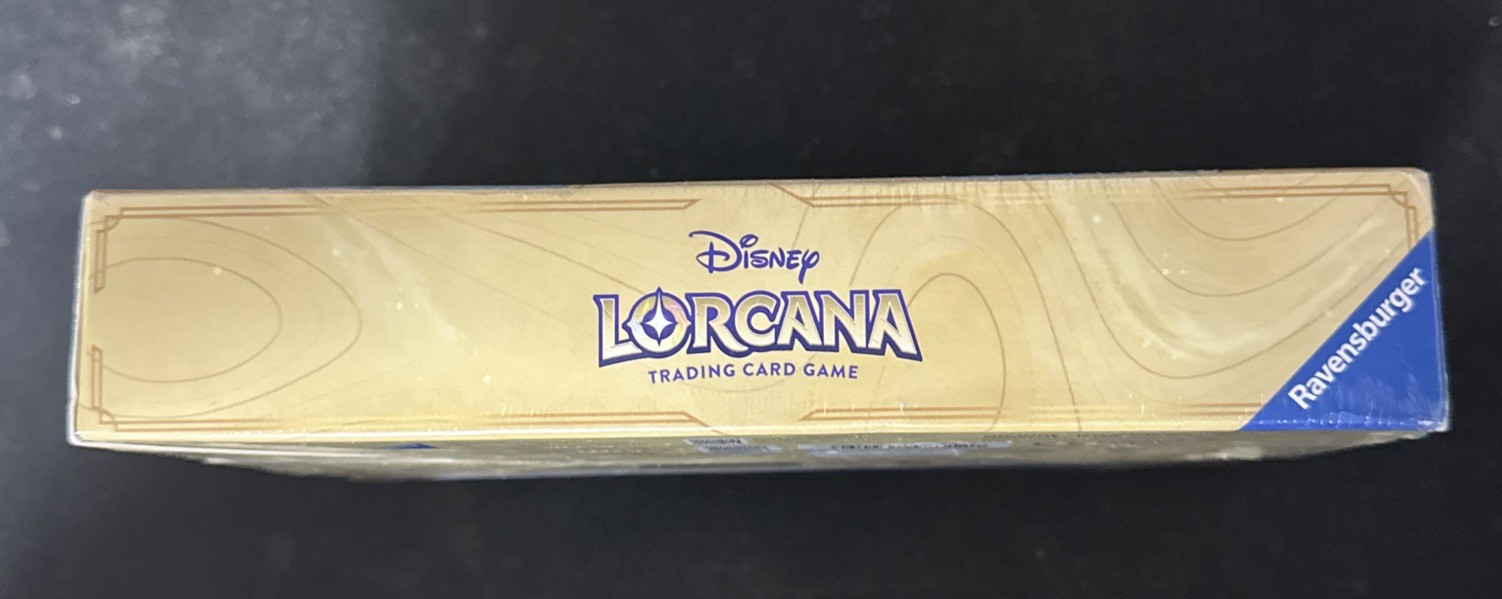 Disney
LORCANA
TRADING CARD GAME
Ravensburger